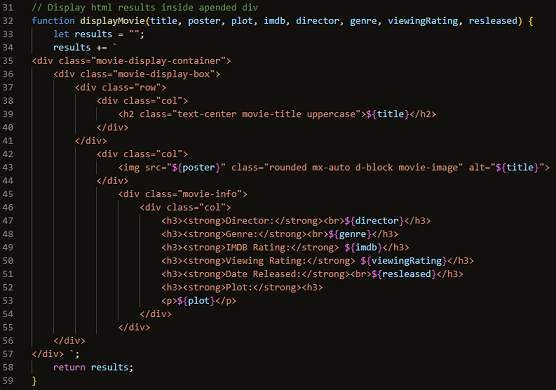 31 // Display html results inside apended div
32 function displayMovie(title, poster, plot, imdb, director, genre, viewingRating, resleased) {
33     let results = "";
34     results += `
35 <div class="movie-display-container">
36     <div class="movie-display-box">
37         <div class="row">
38             <div class="col">
39                 <h2 class="text-center movie-title uppercase">${title}</h2>
40             </div>
41         </div>
42             <div class="col">
43                 <img src="${poster}" class="rounded mx-auto d-block movie-image" alt="${title}">
44             </div>
45                 <div class="movie-info">
46                     <div class="col">
47                         <h3><strong>Director:</strong><br>${director}</h3>
48                         <h3><strong>Genre:</strong><br>${genre}</h3>
49                         <h3><strong>IMDB Rating:</strong> ${imdb}</h3>
50                         <h3><strong>Viewing Rating:</strong> ${viewingRating}</h3>
51                         <h3><strong>Date Released:</strong><br>${resleased}</h3>
52                         <h3><strong>Plot:</strong><h3>
53                         <p>${plot}</p>
54                     </div>
55                 </div>
56     </div>
57 </div> `;
58     return results;
59 }